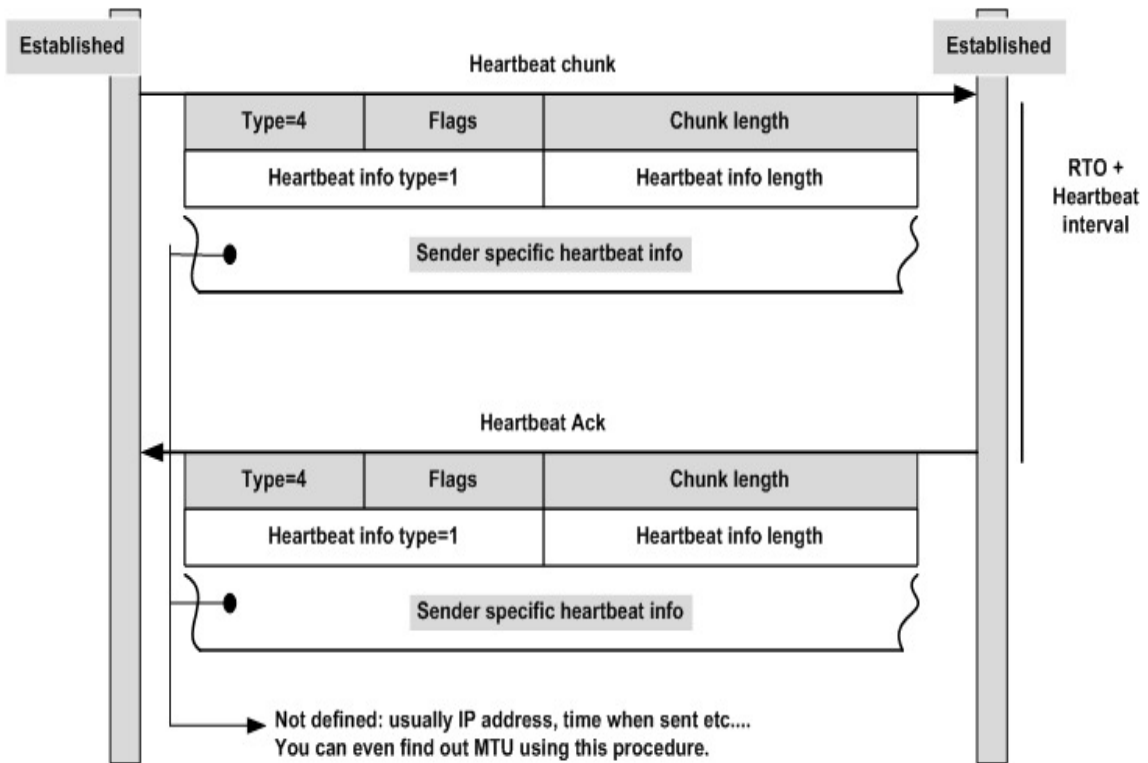 Established
Established
Heartbeat chunk
Type=4
Flags
Chunk length
Heartbeat info type=1
Heartbeat info length
RTO +
Heartbeat
interval
Sender specific heartbeat info
Heartbeat Ack
Type=4
Flags
Chunk length
Heartbeat info type=1
Heartbeat info length
Sender specific heartbeat info
Not defined: usually IP address, time when sent etc....
You can even find out MTU using this procedure.